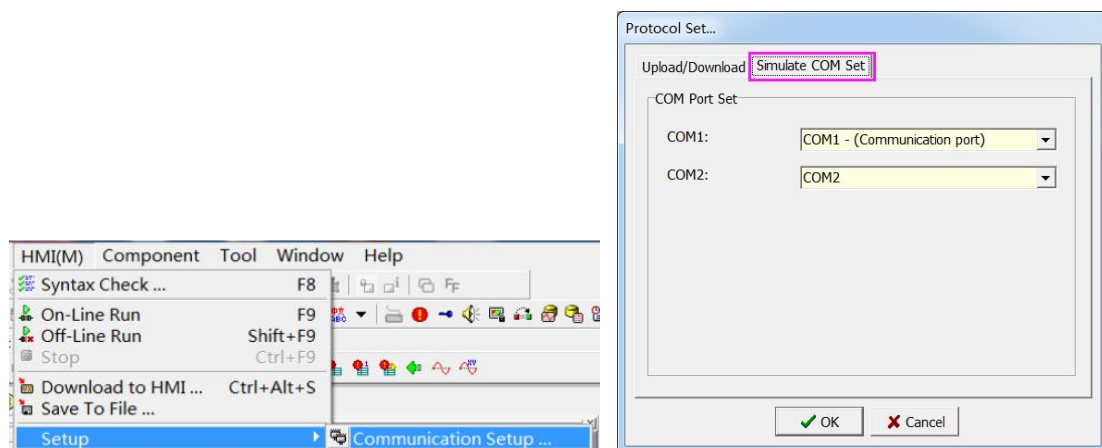 Protocol Set...
Upload/Download Simulate COM Set
COM Port Set
COM1: COM1 - (Communication port)
COM2: COM2
OK Cancel
HMI(M) Component Tool Window Help
Syntax Check ... F8
On-Line Run F9
Off-Line Run Shift+F9
Stop Ctrl+F9
Download to HMI ... Ctrl+Alt+S
Save To File ...
Setup Communication Setup ...